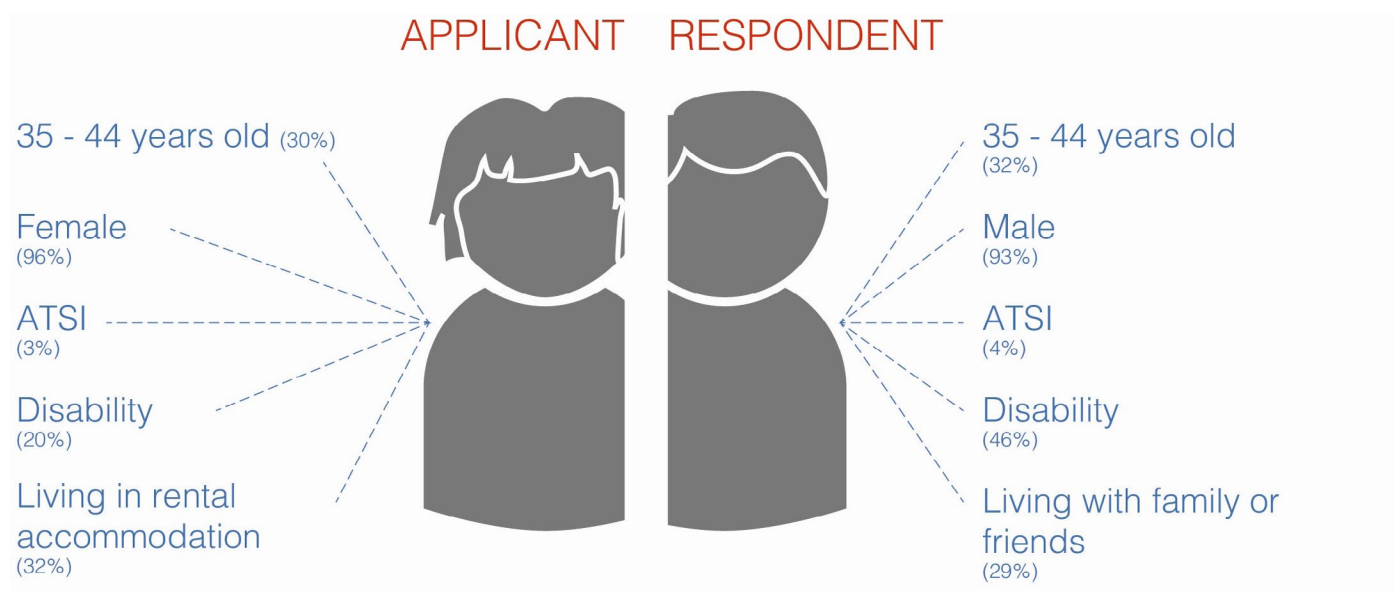 APPLICANT
RESPONDENT
35 - 44 years old (30%)
Female
(96%)
ATSI
(3%)
Disability
(20%)
Living in rental
accommodation
(32%)
35 - 44 years old
(32%)
Male
(93%)
ATSI
(4%)
Disability
(46%)
Living with family or
friends
(29%)